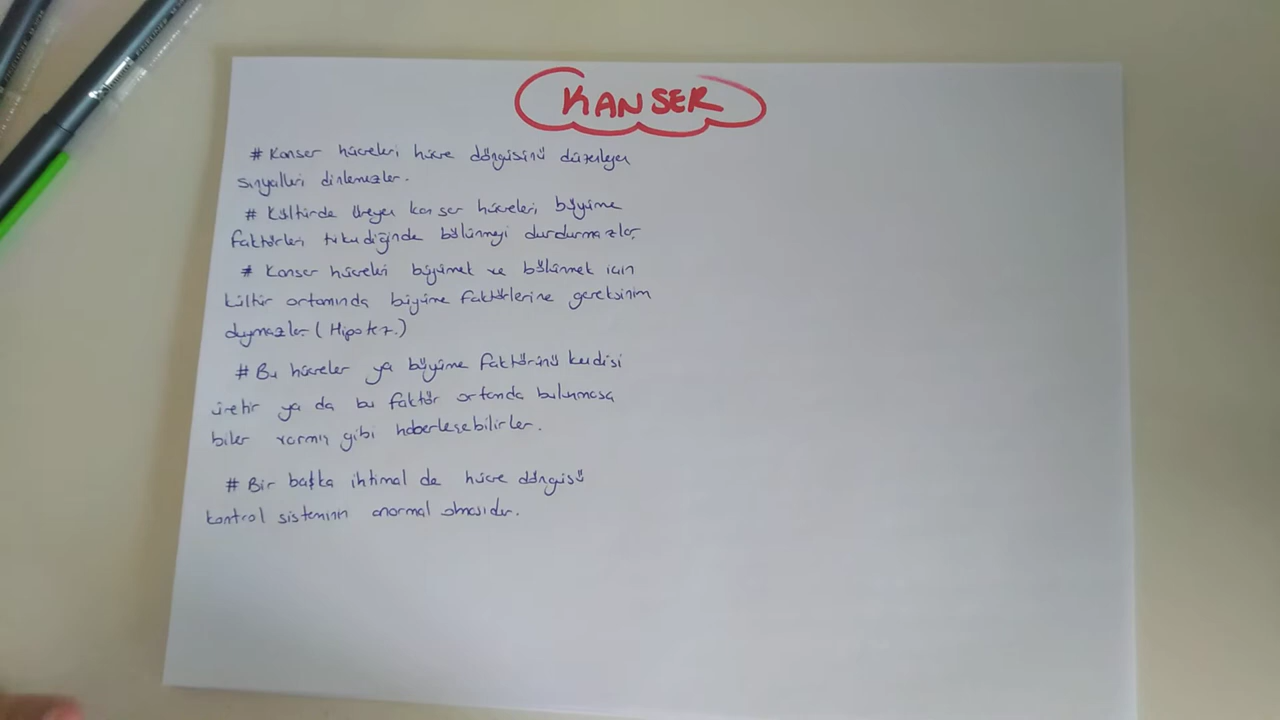 KANSER
# Kanser hücreleri hücre döngüsünü düzenleyen
sinyalleri dinlemezler.
# Kültürde üreyen kanser hücreleri, büyüme
faktörleri tükendiğinde bölünmeyi durdurmazlar.
# Kanser hücreleri büyümek ve bölünmek için
kültür ortamında büyüme faktörlerine gereksinim
duymazlar (Hipotez.)
# Bu hücreler ya büyüme faktörünü kendisi
üretir ya da bu faktör ortamda bulunmasa
biler varmış gibi haberleşebilirler.
# Bir başka ihtimal de hücre döngüsü
kontrol sisteminin anormal olmasıdır.